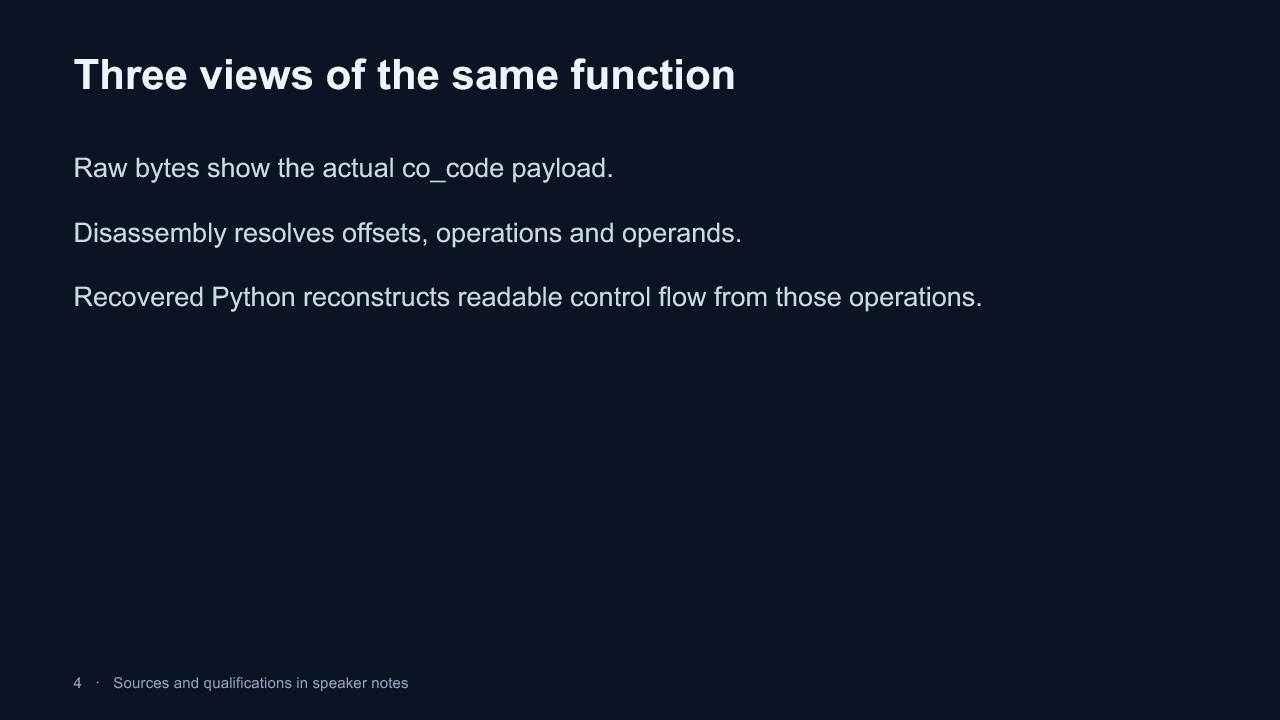 Three views of the same function
Raw bytes show the actual co_code payload.
Disassembly resolves offsets, operations and operands.
Recovered Python reconstructs readable control flow from those operations.
4 · Sources and qualifications in speaker notes